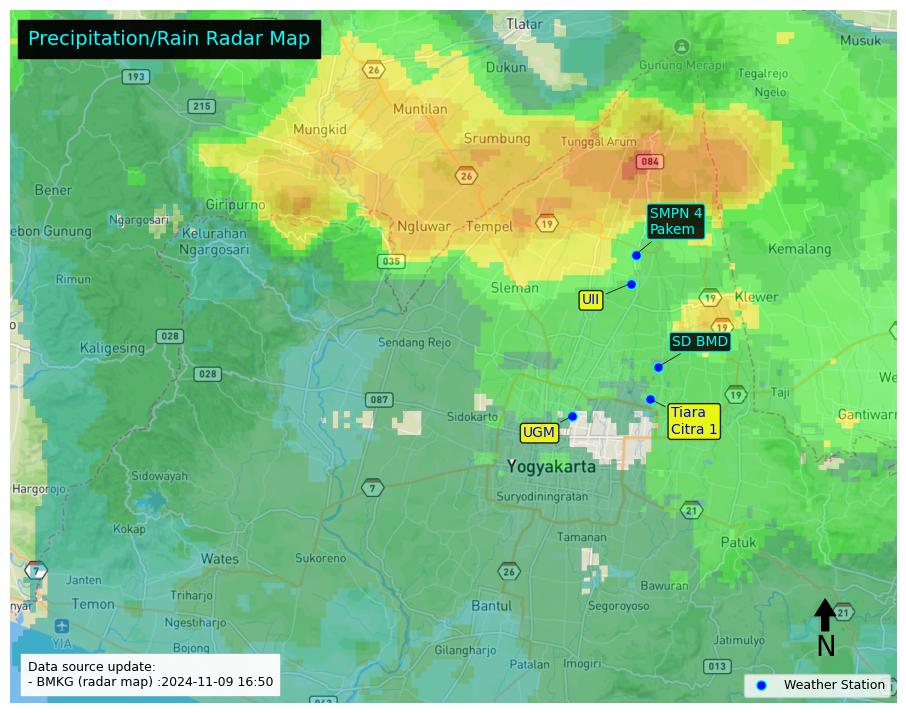 Precipitation/Rain Radar Map
Tlatar
Musuk
193
26
Dukun
Gunung Merapi
Tegalrejo
Ngelo
215
Muntilan
Mungkid
Srumbung
Tunggal Arum
084
26
Bener
Giripurno
SMPN 4
Pakem
Ngargosari
ebon Gunung
Kelurahan
Ngargosari
Ngluwar
Tempel
19
Kemalang
035
Rimun
Sleman
UII
19
Klewer
028
Kaligesing
Sendang Rejo
19
SD BMD
028
We
087
Sidokarto
19
Taji
Tiara
Citra 1
Gantiwarn
UGM
Yogyakarta
Sidowayah
Hargorojo
7
Suryodiningratan
21
Kokap
Tamanan
Patuk
Wates
Sukoreno
7
26
Janten
Triharjo
Bawuran
nyar
Temon
Bantul
Segoroyoso
21
Ngestiharjo
YIA
N
Bojong
Gilangharjo
Jatimulyo
Data source update:
- BMKG (radar map) :2024-11-09 16:50
Patalan
Imogiri
013
Weather Station